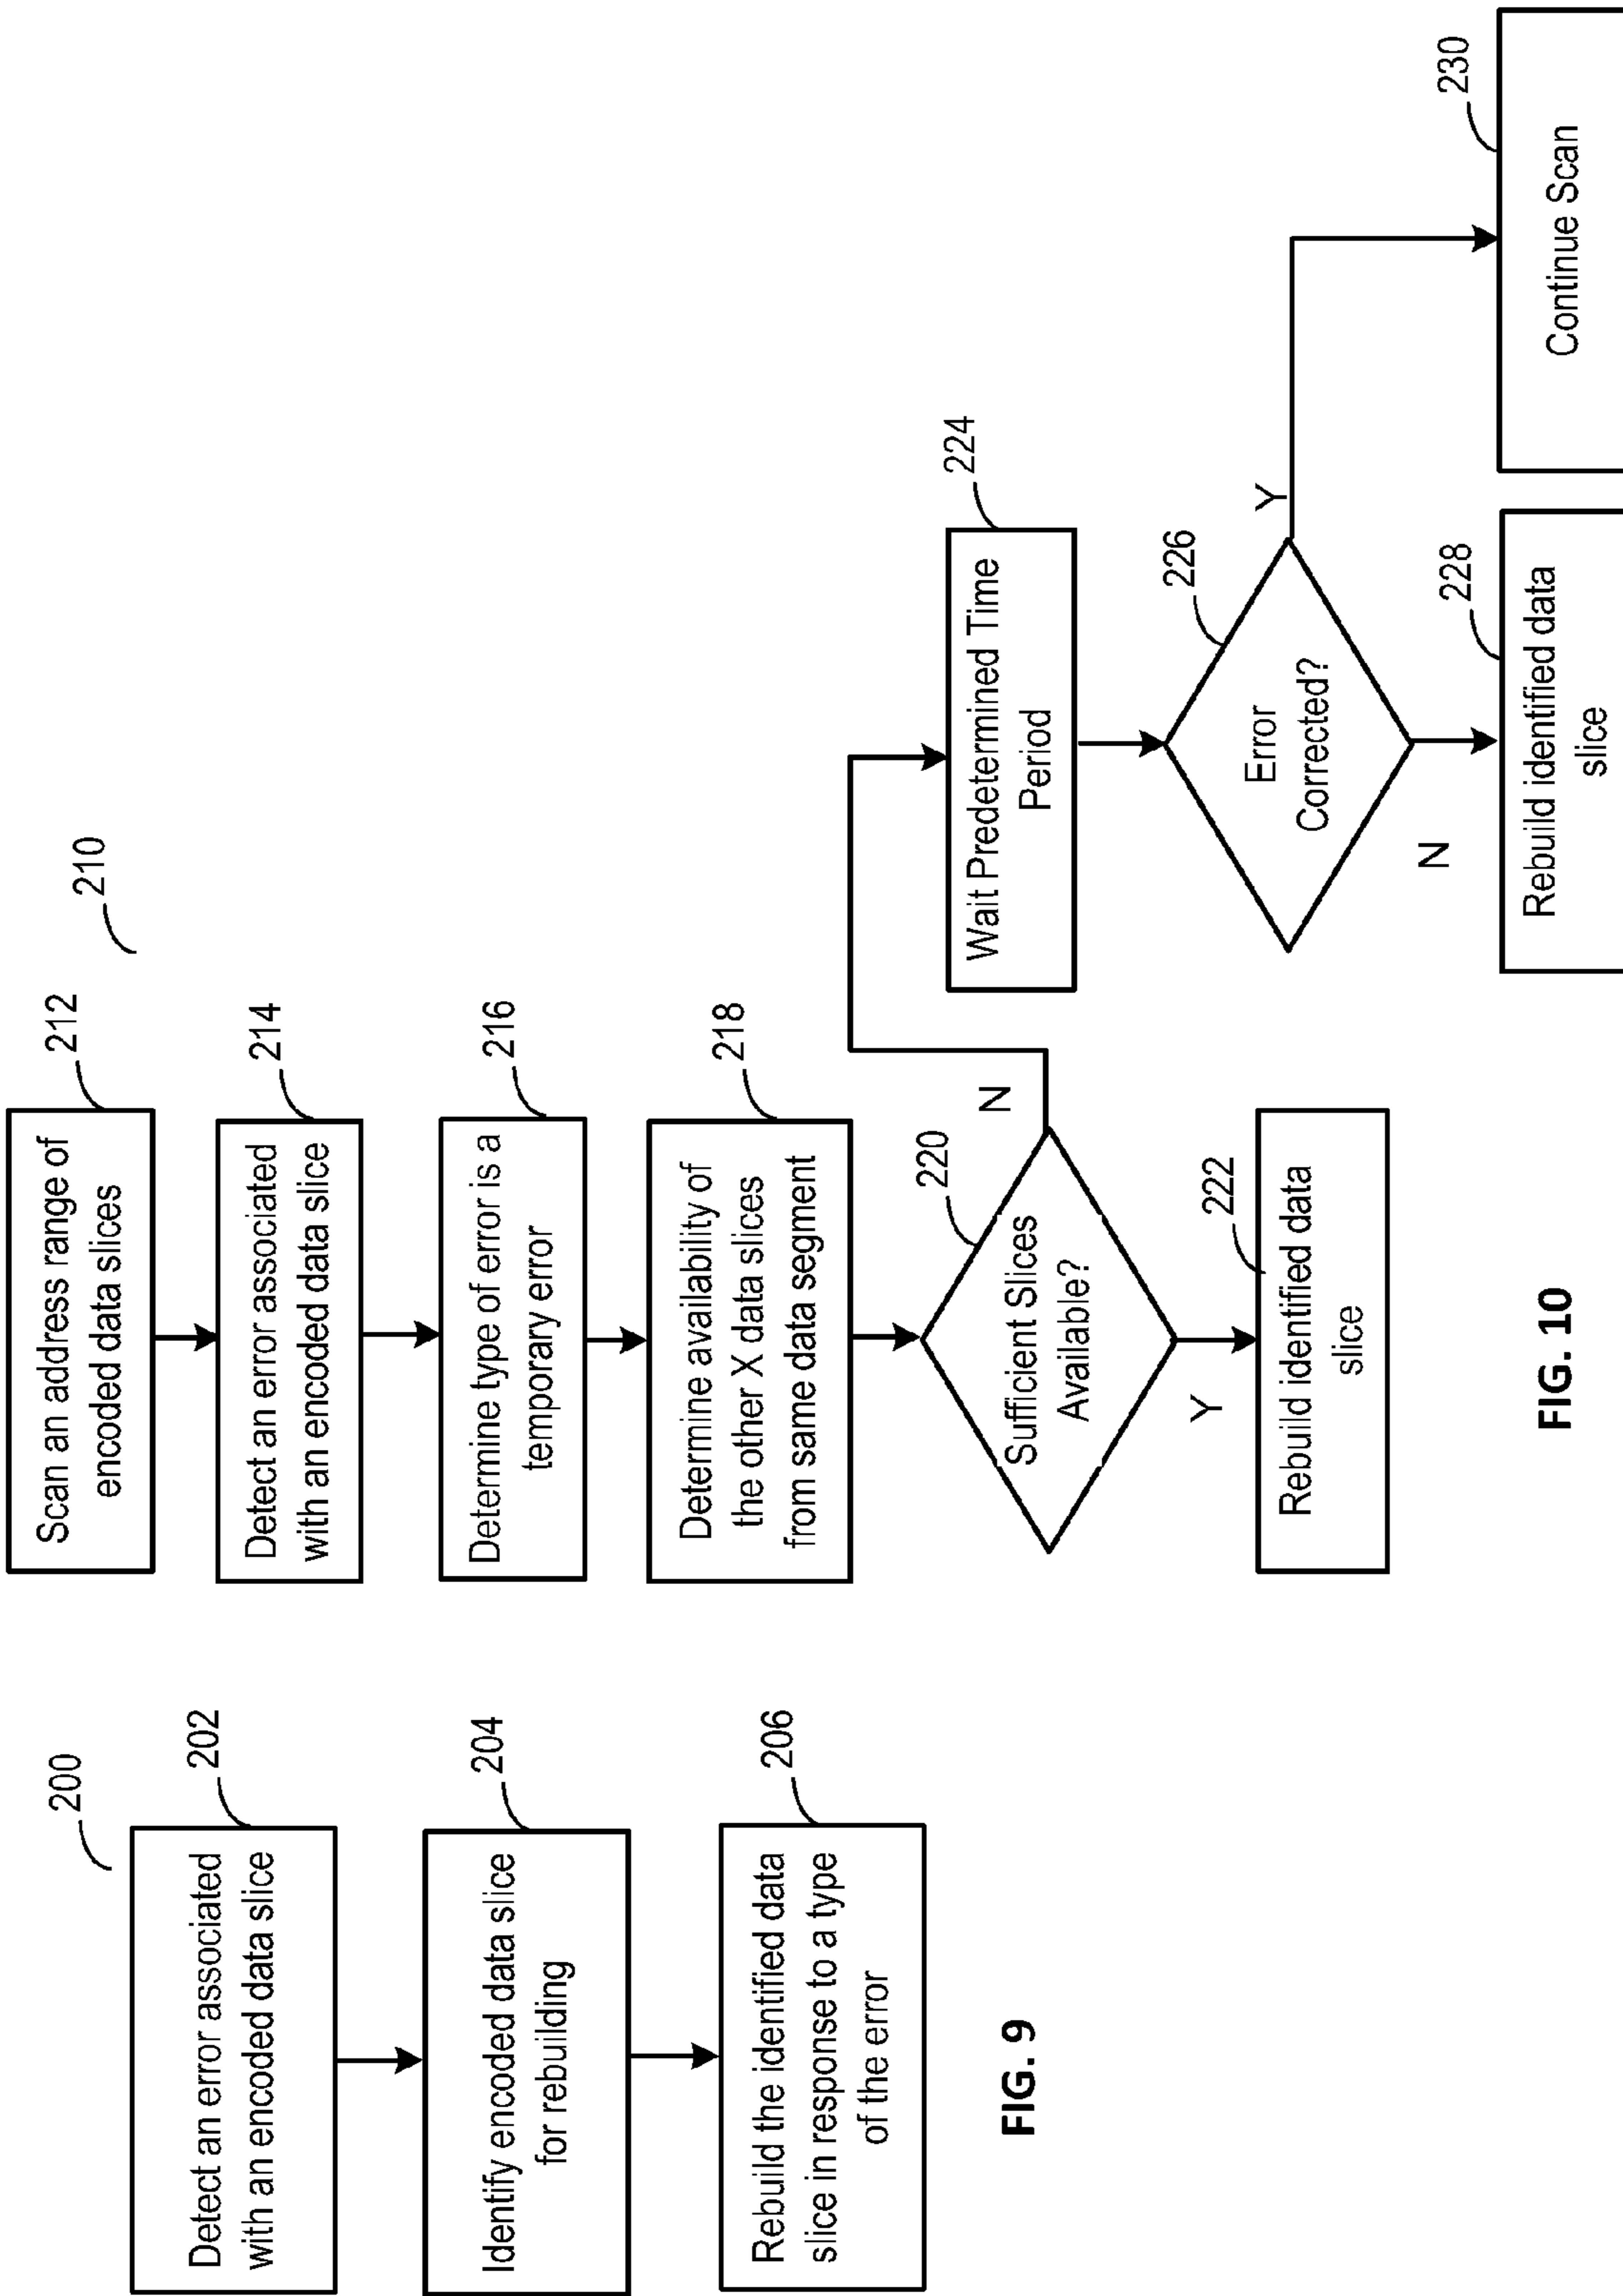 200
202
Detect an error associated
with an encoded data slice
204
Identify encoded data slice
for rebuilding
206
Rebuild the identified data
slice in response to a type
of the error
FIG. 9
210
212
Scan an address range of
encoded data slices
214
Detect an error associated
with an encoded data slice
216
Determine type of error is a
temporary error
218
Determine availability of
the other X data slices
from same data segment
220
Sufficient Slices
Available?
N
Y
222
Rebuild identified data
slice
224
Wait Predetermined Time
Period
226
Error
Corrected?
Y
N
228
Rebuild identified data
slice
230
Continue Scan
FIG. 10